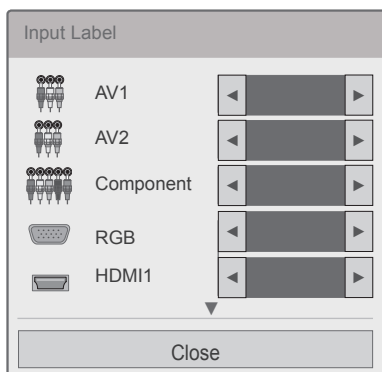 Input Label
AV1
AV2
Component
RGB
HDMI1
Close